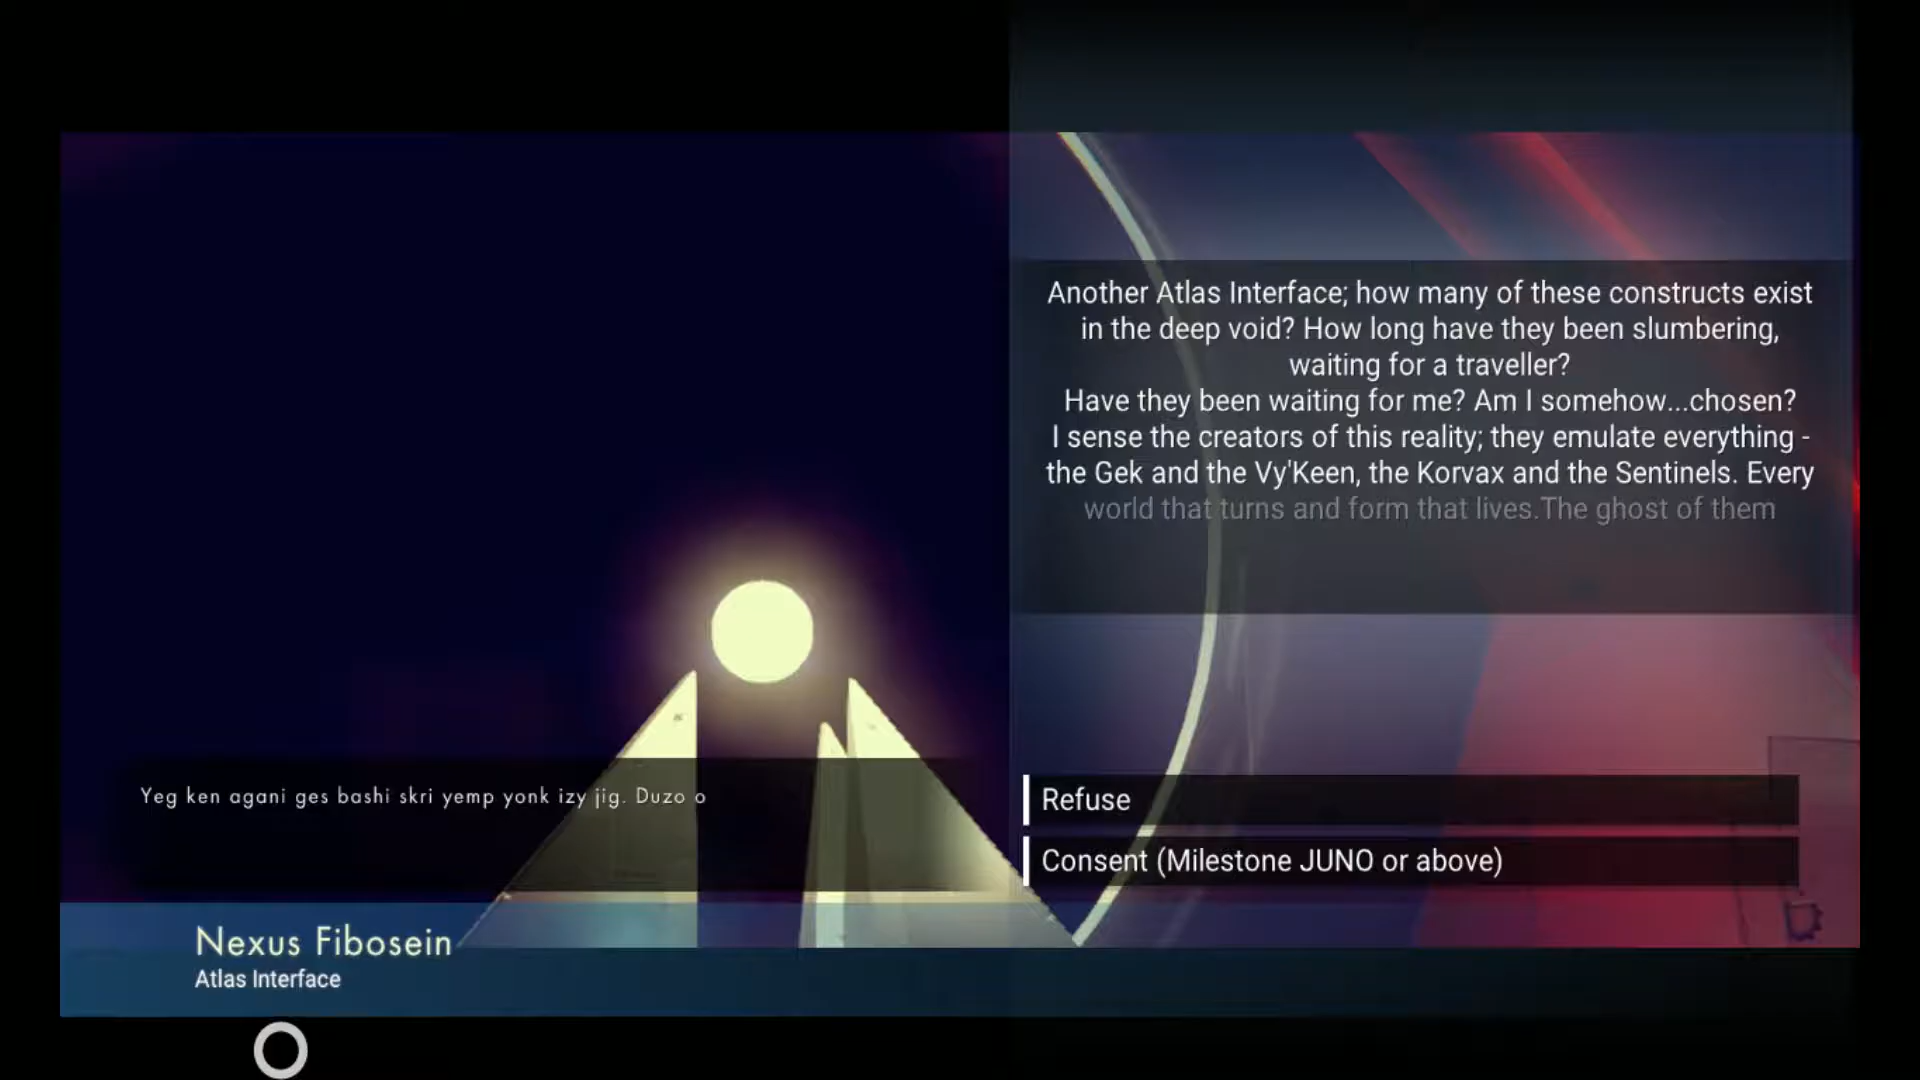 Another Atlas Interface; how many of these constructs exist
in the deep void? How long have they been slumbering,
waiting for a traveller?
Have they been waiting for me? Am I somehow...chosen?
I sense the creators of this reality; they emulate everything -
the Gek and the Vy'Keen, the Korvax and the Sentinels. Every
world that turns and form that lives.The ghost of them
Yeg ken agani ges bashi skri yemp yonk izy jig. Duzo o
Refuse
Consent (Milestone JUNO or above)
Nexus Fibosein
Atlas Interface